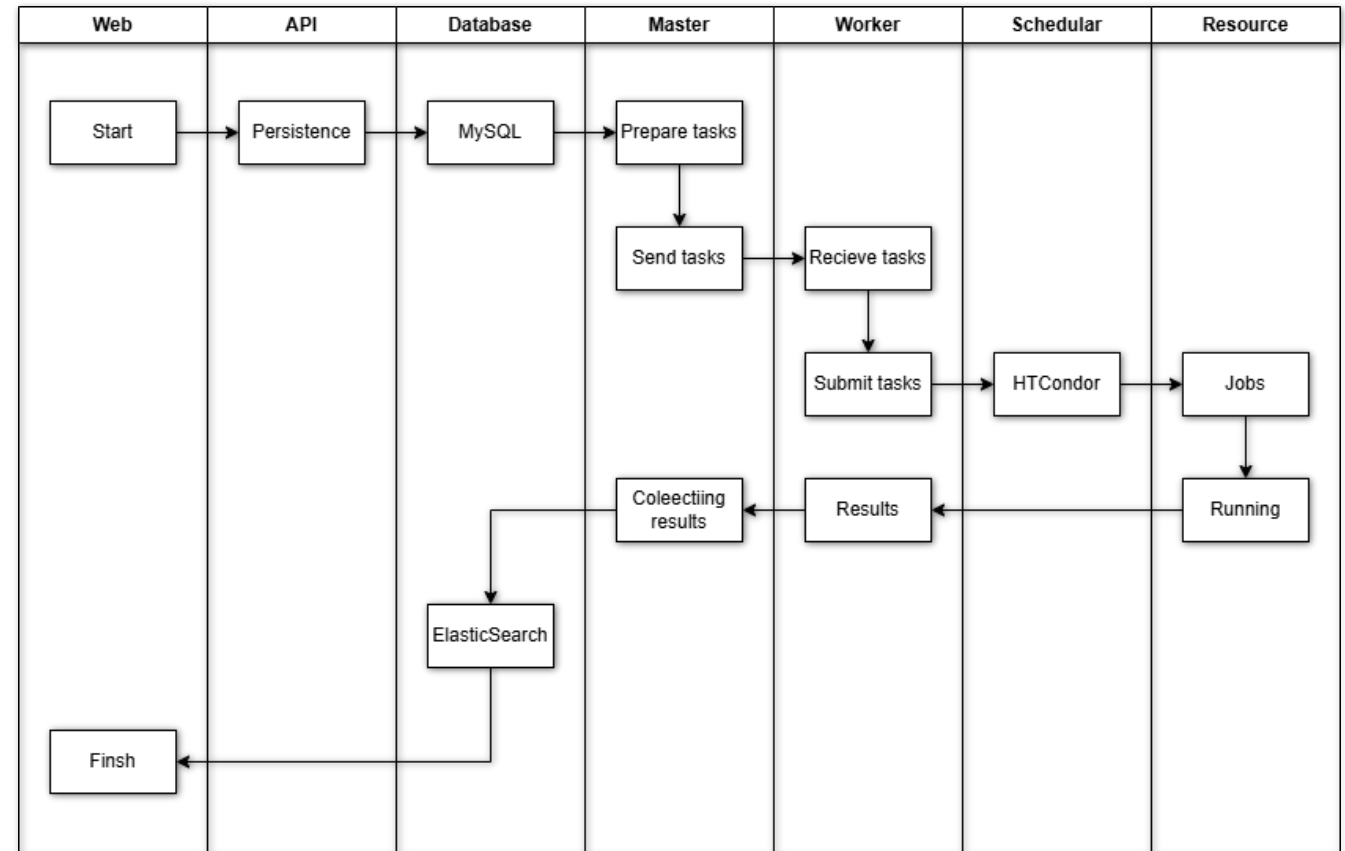 Web
API
Database
Master
Worker
Schedular
Resource
Start
Persistence
MySQL
Prepare tasks
Send tasks
Recieve tasks
Submit tasks
HTCondor
Jobs
Coleectiing
results
Results
Running
ElasticSearch
Finsh